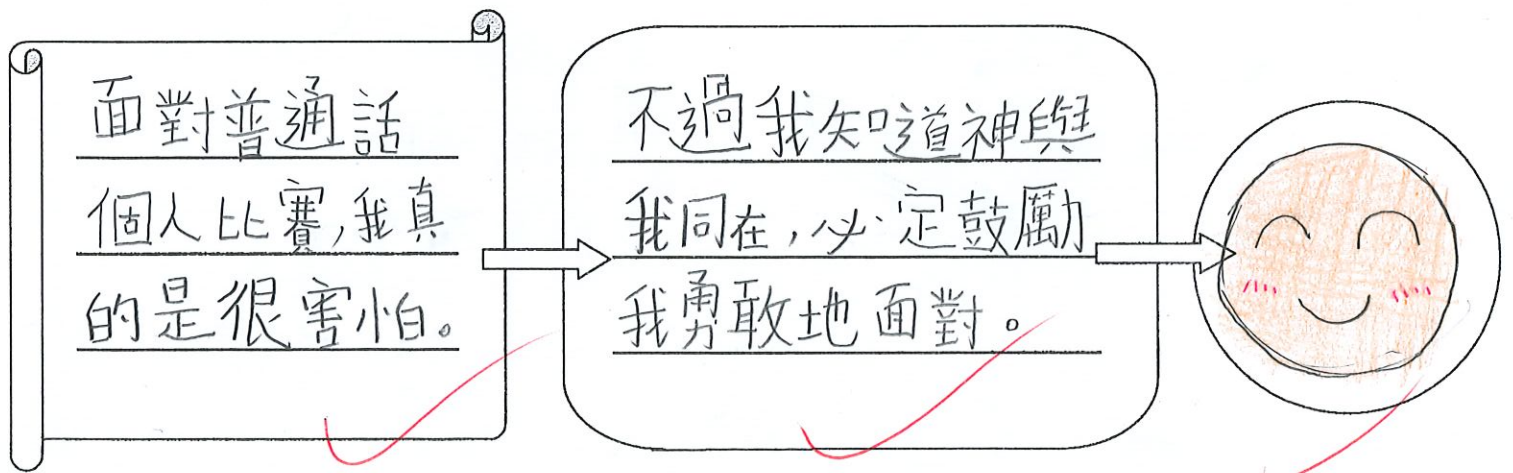 面對普通話
個人比賽,我真
的是很害怕。
不過我知道神與
我同在,必定鼓勵
我勇敢地面對。